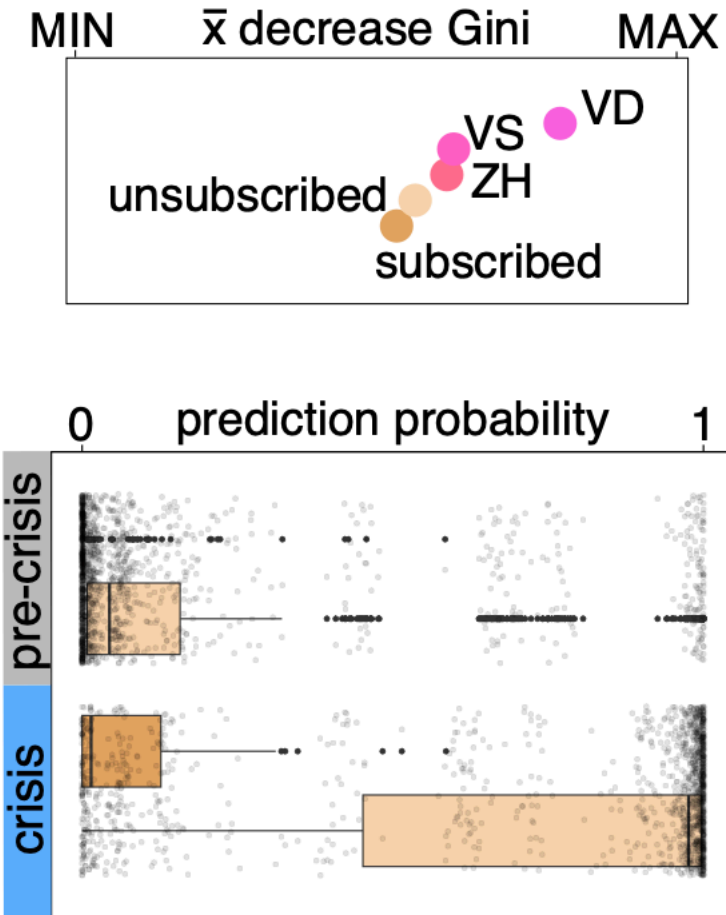 MIN x̄ decrease Gini MAX
VD
VS
ZH
unsubscribed
subscribed
0 prediction probability 1
pre-crisis
crisis